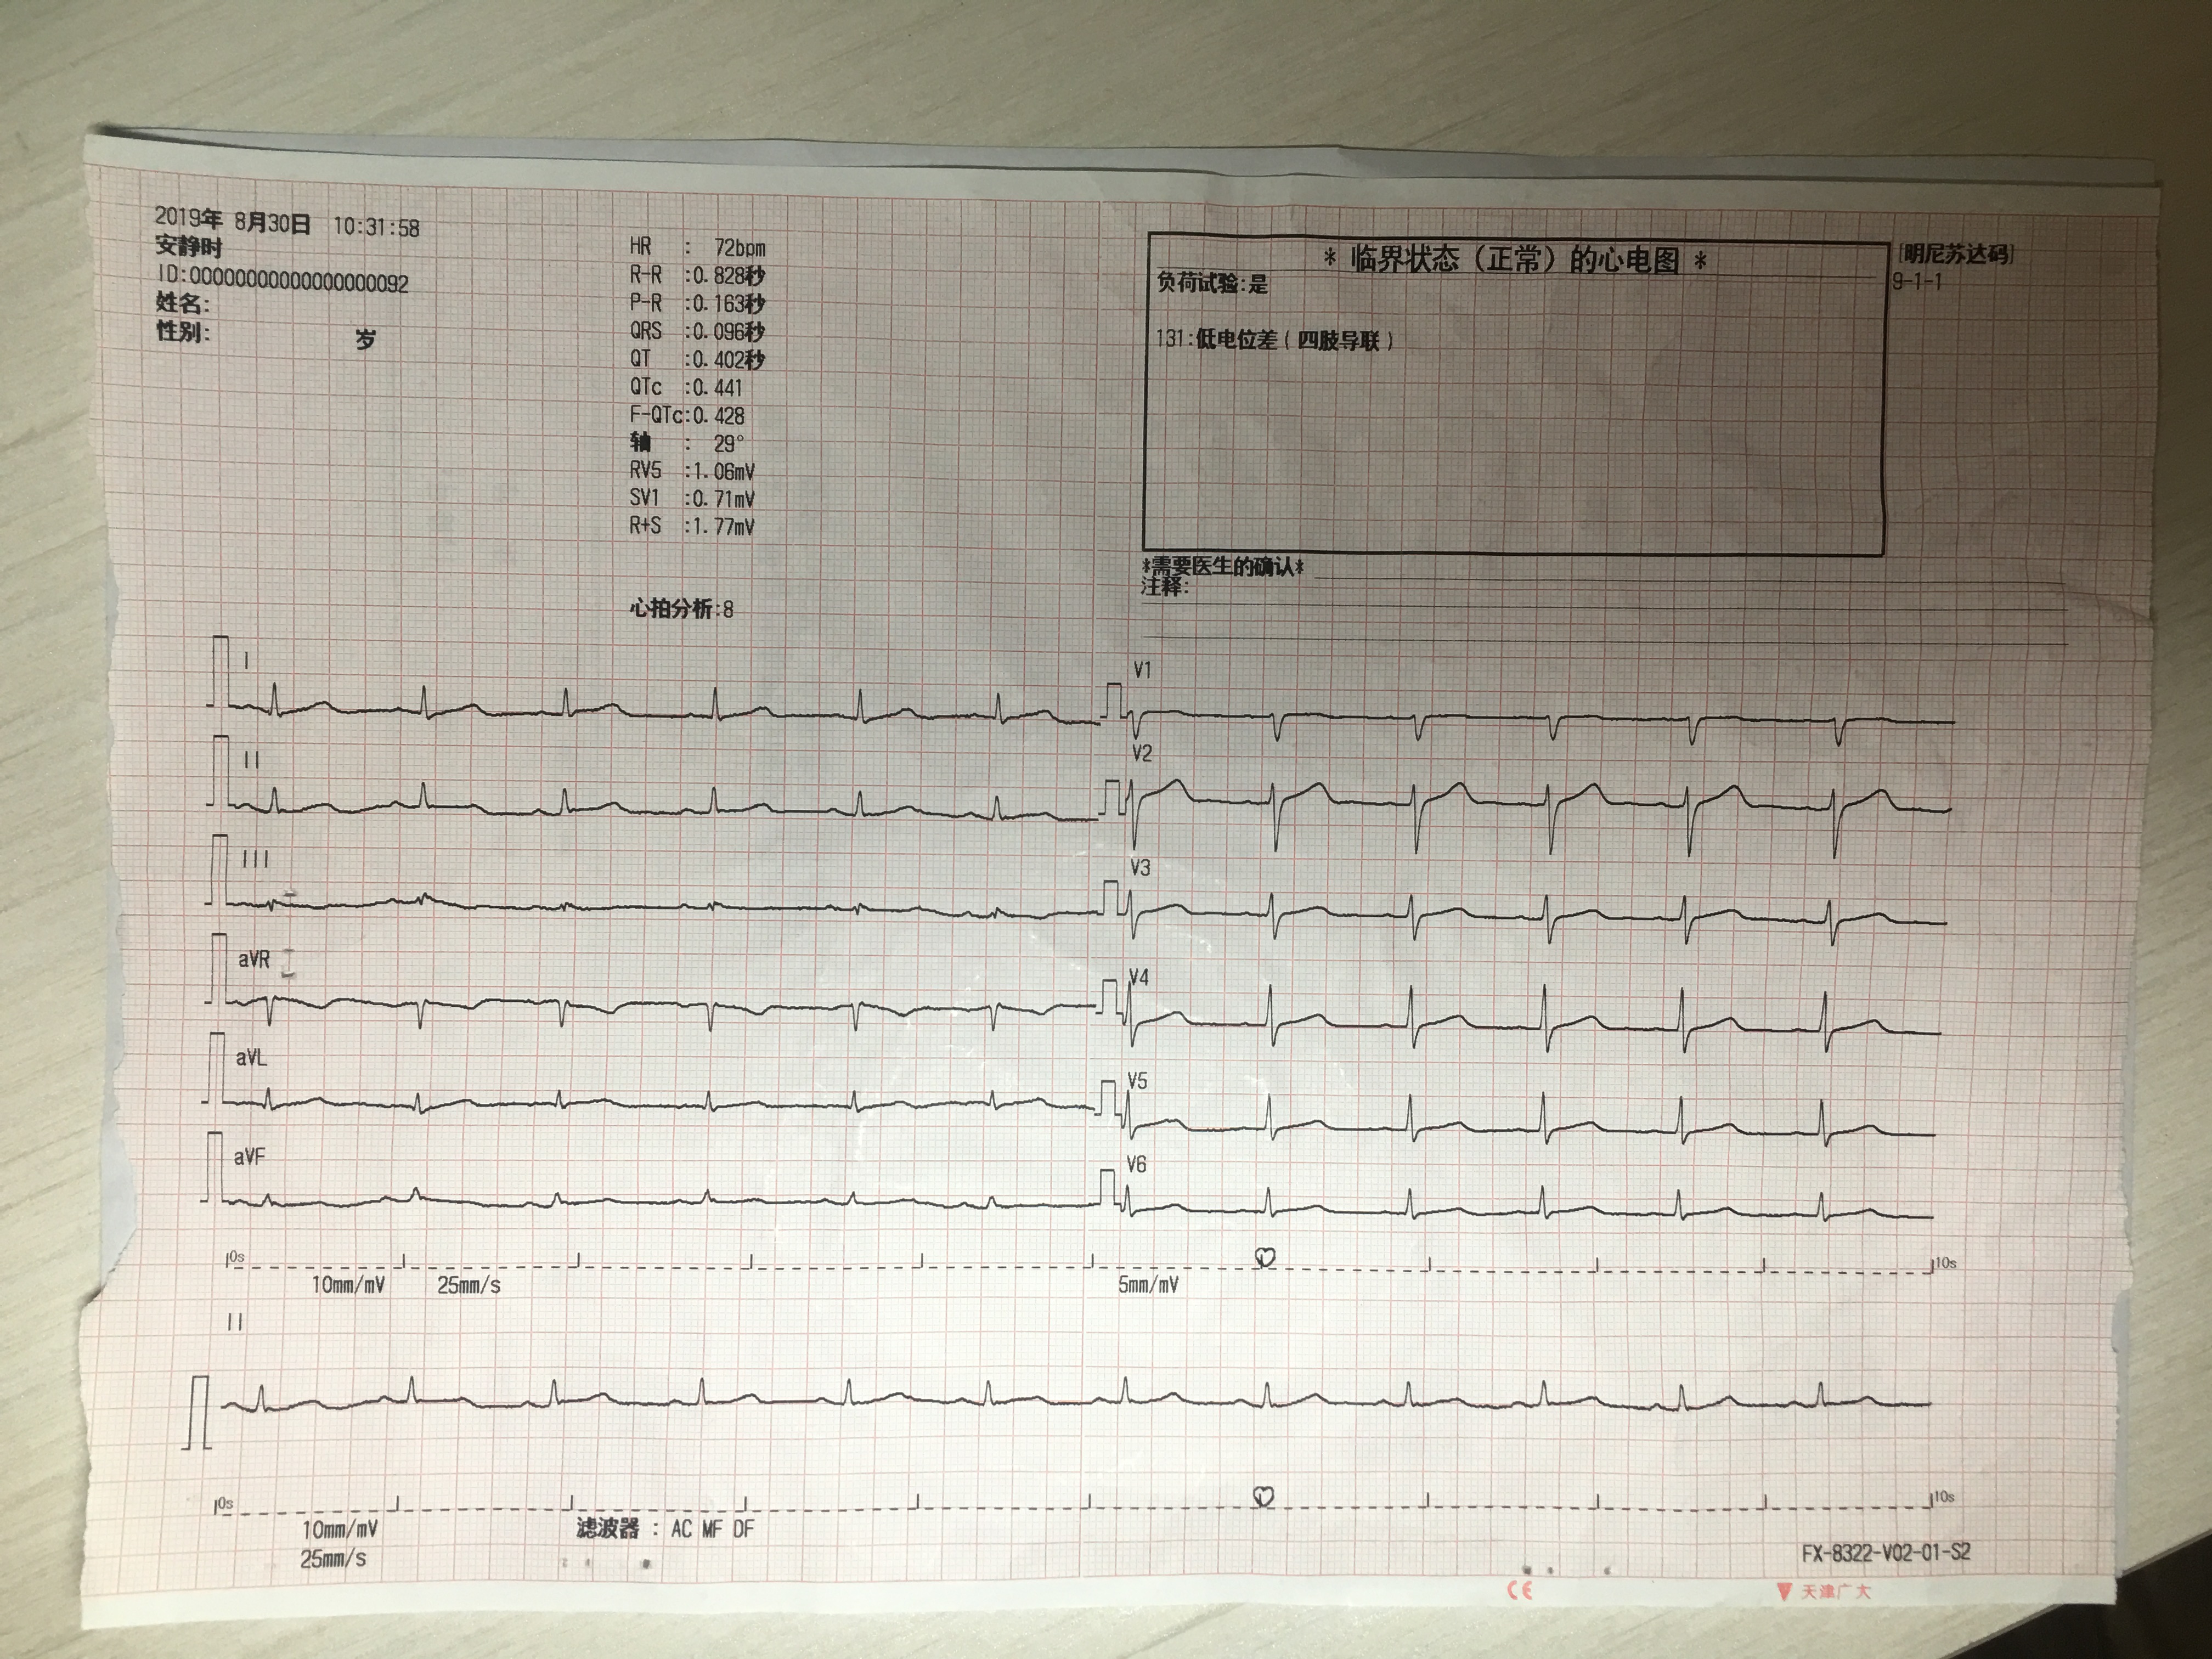 2019年 8月30日 10:31:58
安静时
ID:00000000000000000092
姓名:
性别: 岁
HR : 72bpm
R-R :0.828秒
P-R :0.163秒
QRS :0.096秒
QT :0.402秒
QTc :0.441
F-QTc:0.428
轴 : 29°
RV5 :1.06mV
SV1 :0.71mV
R+S :1.77mV
心拍分析:8
* 临界状态（正常）的心电图 *
负荷试验:是
131:低电位差(四肢导联)
[明尼苏达码]
9-1-1
*需要医生的确认*
注释:
I
II
III
aVR
aVL
aVF
V1
V2
V3
V4
V5
V6
0s 10s
10mm/mV 25mm/s 5mm/mV
II
0s 10s
10mm/mV 滤波器 : AC MF DF
25mm/s
FX-8322-V02-01-S2
CE 天津广大